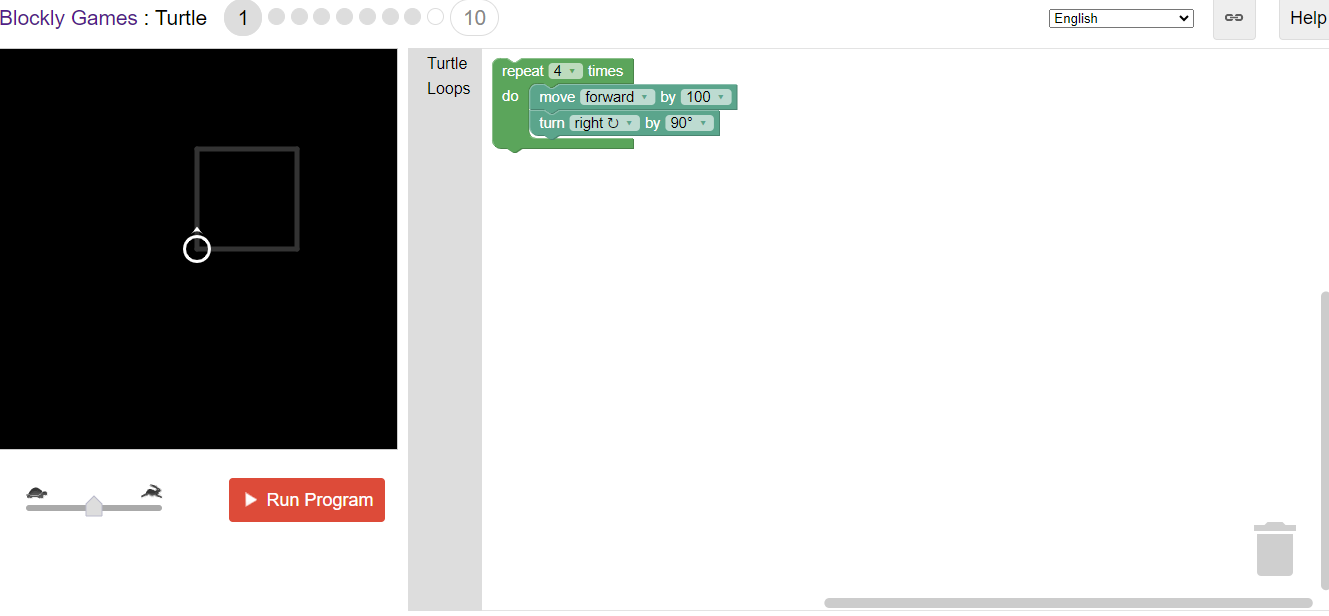 Blockly Games : Turtle 1 10 English Help
Turtle
Loops
repeat 4 times
do move forward by 100
turn right ↻ by 90°
Run Program